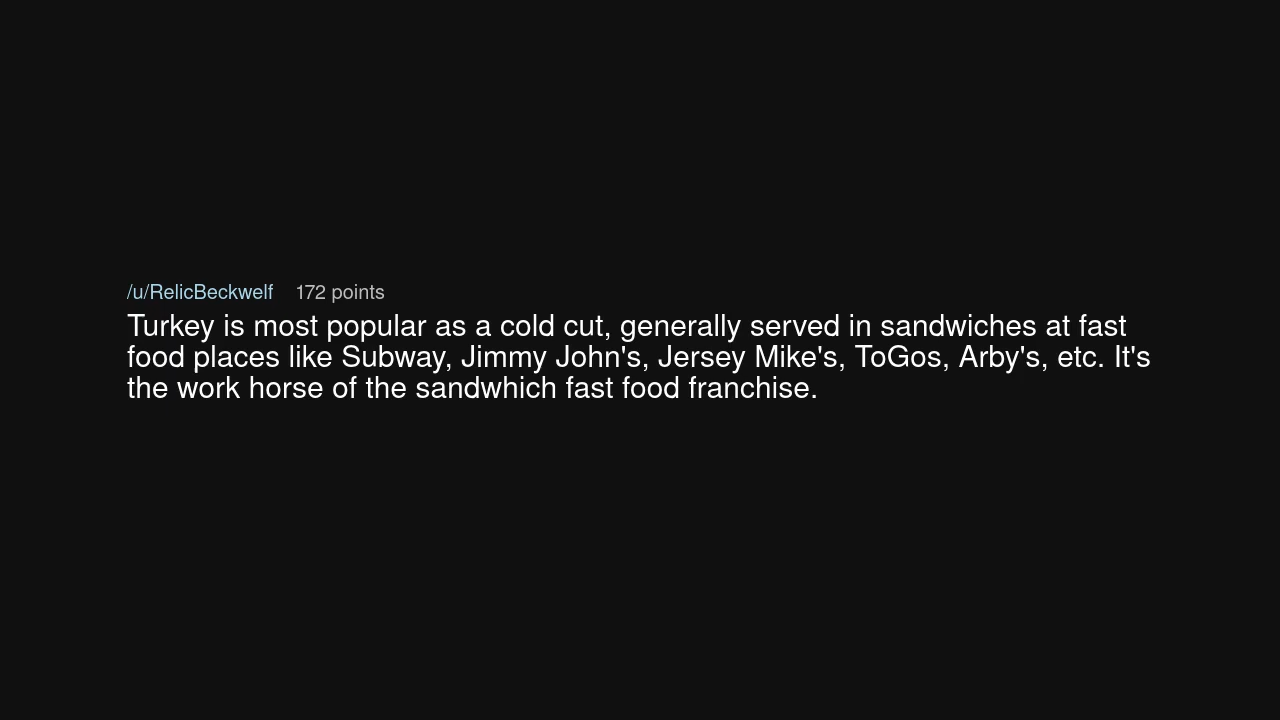 /u/RelicBeckwelf 172 points
Turkey is most popular as a cold cut, generally served in sandwiches at fast
food places like Subway, Jimmy John's, Jersey Mike's, ToGos, Arby's, etc. It's
the work horse of the sandwhich fast food franchise.